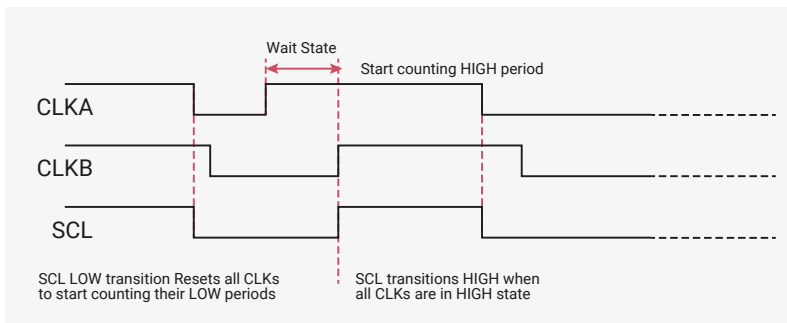 Wait State
Start counting HIGH period
CLKA
CLKB
SCL
SCL LOW transition Resets all CLKs
to start counting their LOW periods
SCL transitions HIGH when
all CLKs are in HIGH state